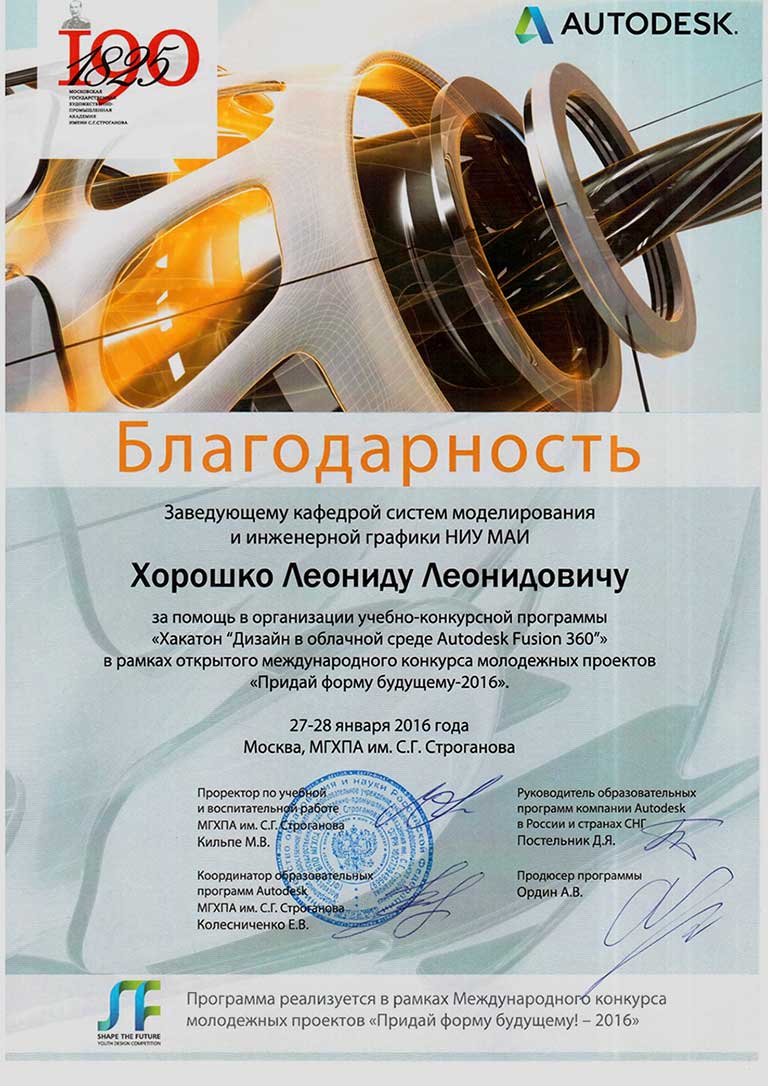 190
1825
МОСКОВСКАЯ
ГОСУДАРСТВЕННАЯ
ХУДОЖЕСТВЕННО-
ПРОМЫШЛЕННАЯ
АКАДЕМИЯ
ИМЕНИ С.Г.СТРОГАНОВА
AUTODESK.
Благодарность
Заведующему кафедрой систем моделирования
и инженерной графики НИУ МАИ
Хорошко Леониду Леонидовичу
за помощь в организации учебно-конкурсной программы
«Хакатон “Дизайн в облачной среде Autodesk Fusion 360”»
в рамках открытого международного конкурса молодежных проектов
«Придай форму будущему-2016».
27-28 января 2016 года
Москва, МГХПА им. С.Г. Строганова
Проректор по учебной
и воспитательной работе
МГХПА им. С.Г. Строганова
Кильпе М.В.
Координатор образовательных
программ Autodesk
МГХПА им. С.Г. Строганова
Колесниченко Е.В.
Руководитель образовательных
программ компании Autodesk
в России и странах СНГ
Постельник Д.Я.
Продюсер программы
Ордин А.В.
SHAPE THE FUTURE
YOUTH DESIGN COMPETITION
Программа реализуется в рамках Международного конкурса
молодежных проектов «Придай форму будущему! – 2016»